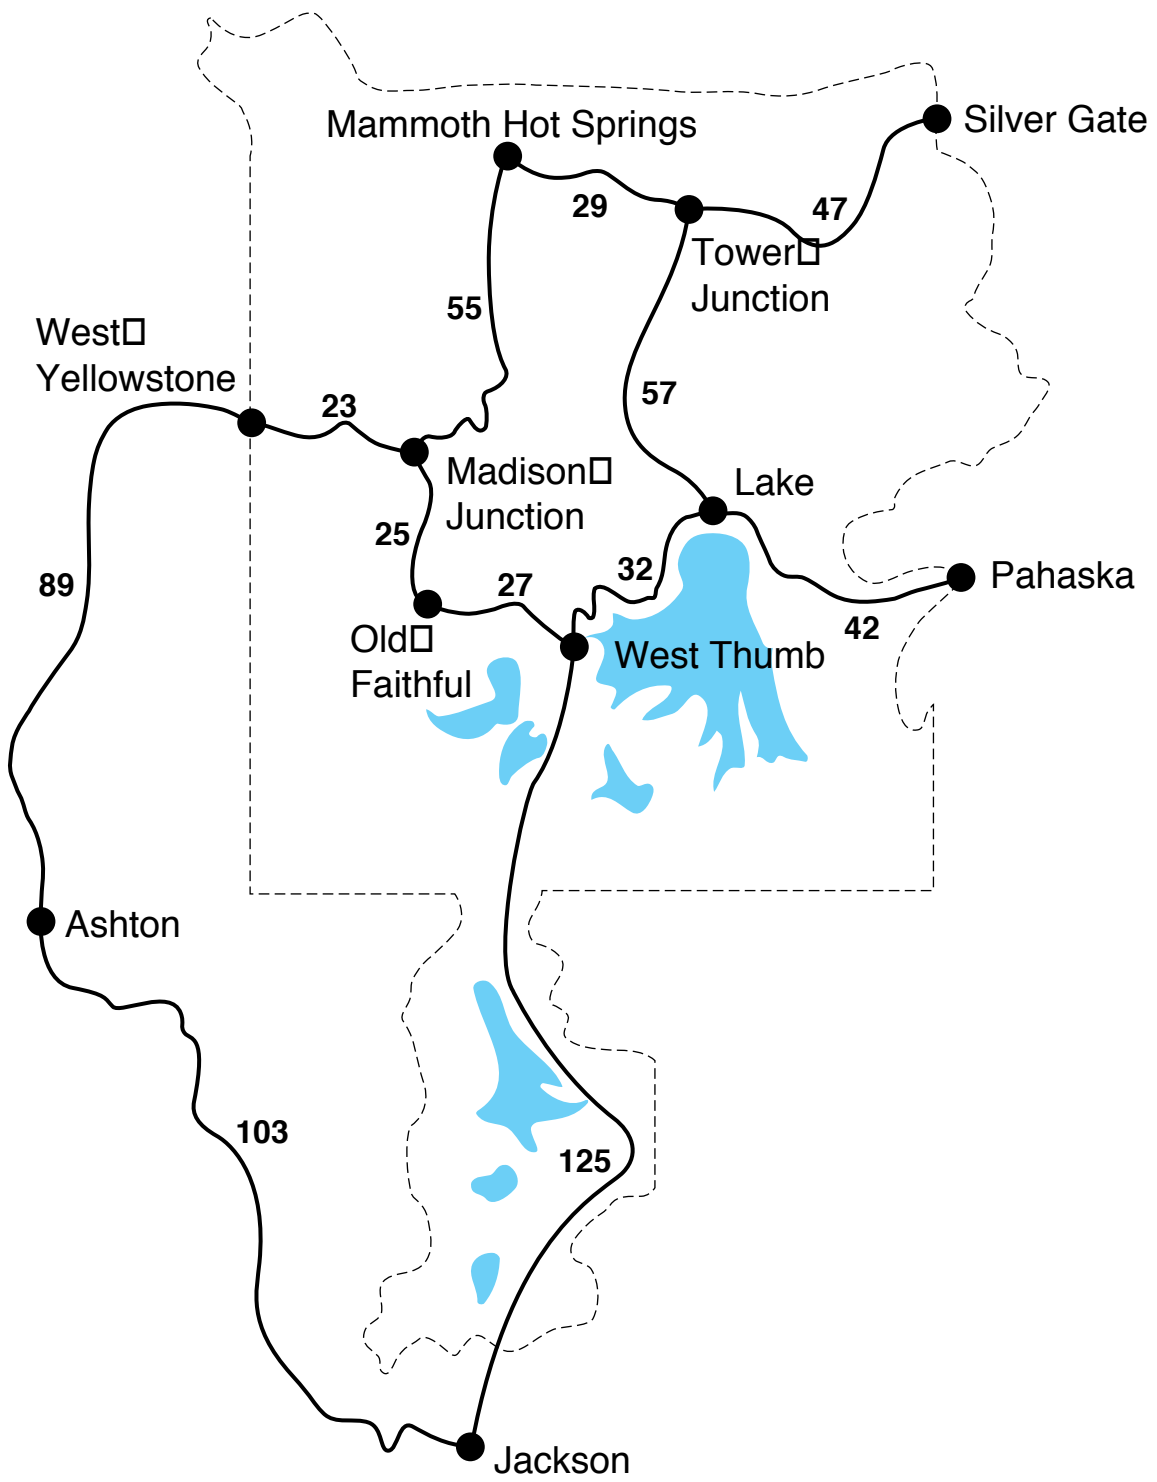 Mammoth Hot Springs
Silver Gate
29
47
Tower
Junction
55
West
Yellowstone
57
23
Madison
Junction
Lake
25
32
27
89
Pahaska
42
Old
Faithful
West Thumb
Ashton
103
125
Jackson